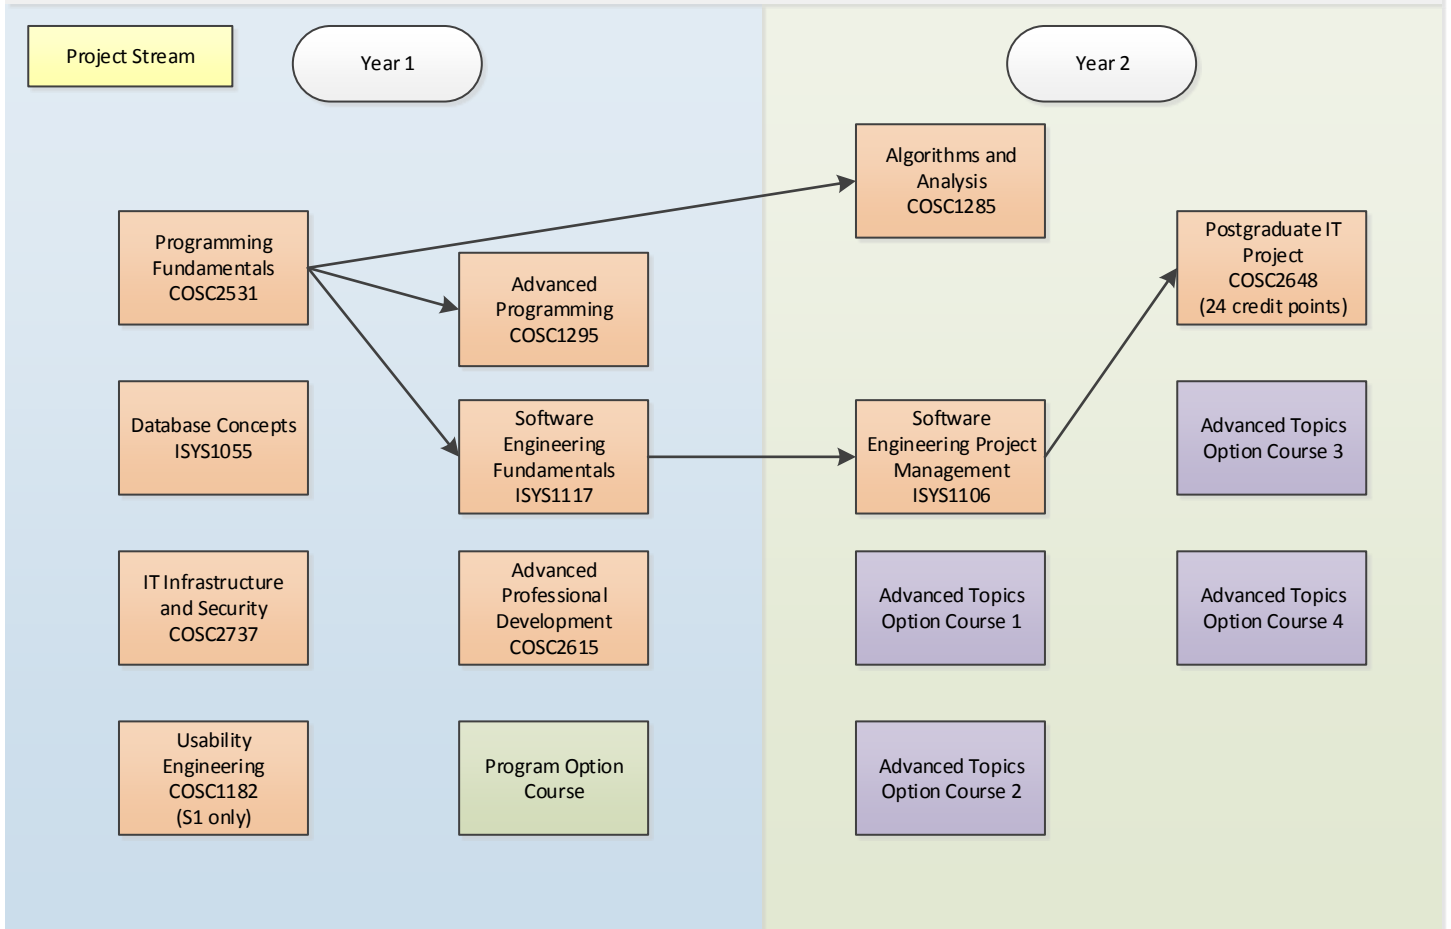 Project Stream
Year 1
Year 2
Programming
Fundamentals
COSC2531
Database Concepts
ISYS1055
IT Infrastructure
and Security
COSC2737
Usability
Engineering
COSC1182
(S1 only)
Advanced
Programming
COSC1295
Software
Engineering
Fundamentals
ISYS1117
Advanced
Professional
Development
COSC2615
Program Option
Course
Algorithms and
Analysis
COSC1285
Software
Engineering Project
Management
ISYS1106
Advanced Topics
Option Course 1
Advanced Topics
Option Course 2
Postgraduate IT
Project
COSC2648
(24 credit points)
Advanced Topics
Option Course 3
Advanced Topics
Option Course 4